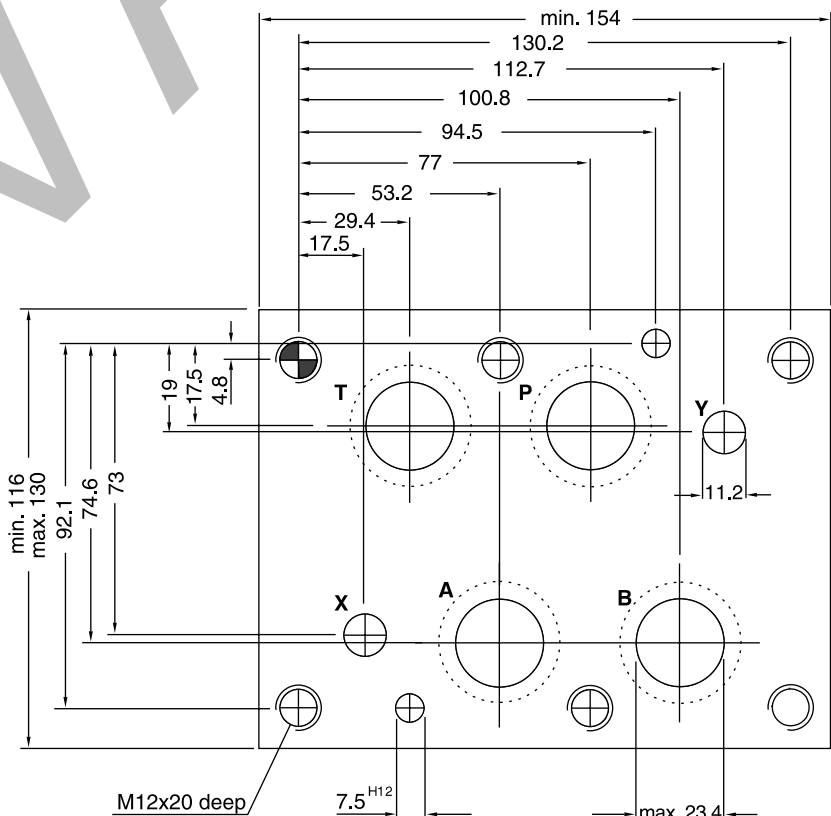 min. 154
130.2
112.7
100.8
94.5
77
53.2
29.4
17.5
min. 116
max. 130
92.1
74.6
73
19
17.5
4.8
T
P
Y
11.2
X
A
B
M12x20 deep
7.5 H12
max. 23.4